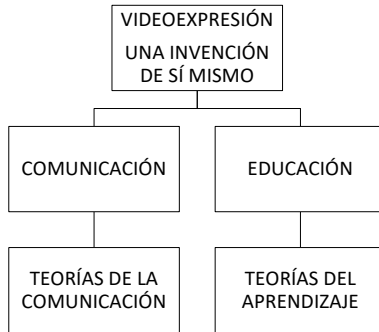 VIDEOEXPRESIÓN
UNA INVENCIÓN
DE SÍ MISMO
COMUNICACIÓN
EDUCACIÓN
TEORÍAS DE LA
COMUNICACIÓN
TEORÍAS DEL
APRENDIZAJE